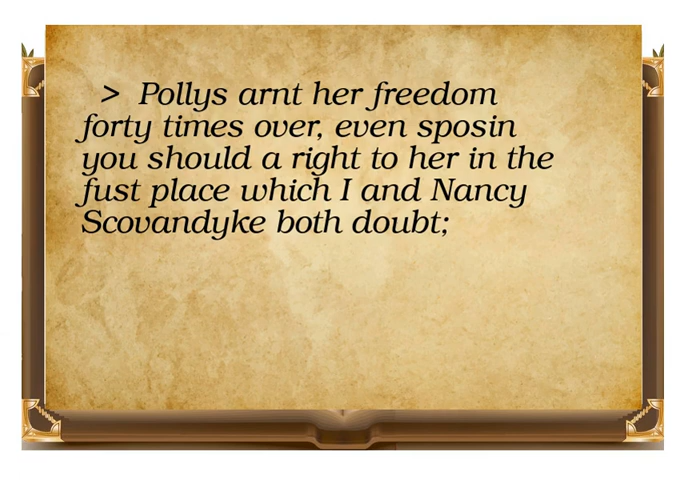 > Pollys arnt her freedom
forty times over, even sposin
you should a right to her in the
fust place which I and Nancy
Scovandyke both doubt;